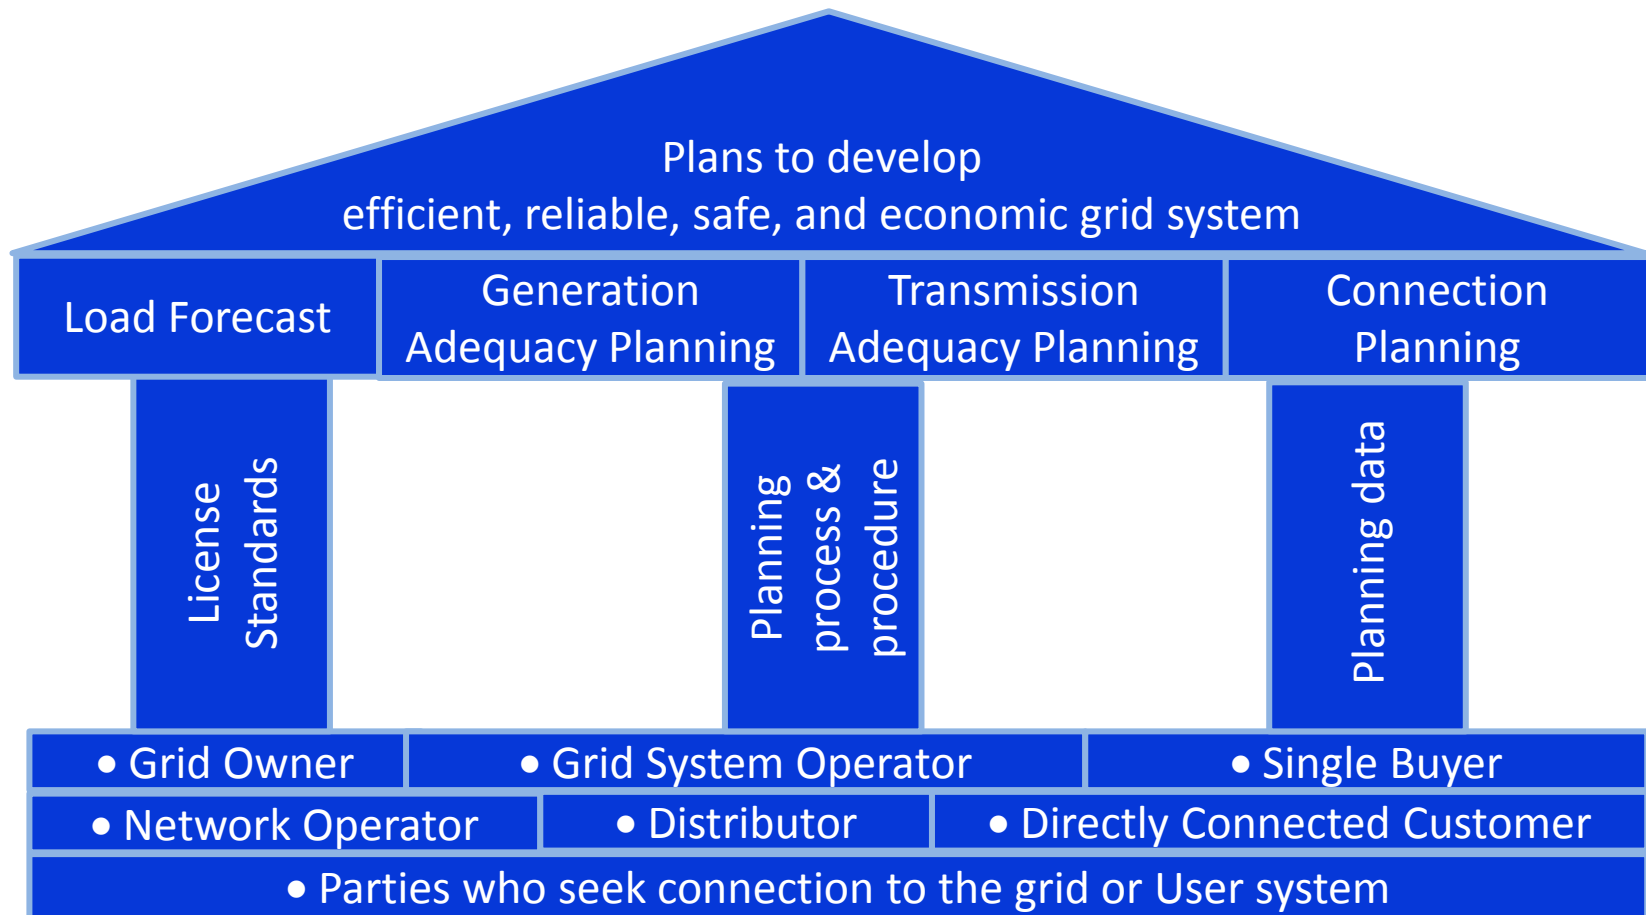 Plans to develop
efficient, reliable, safe, and economic grid system
Load Forecast
Generation
Adequacy Planning
Transmission
Adequacy Planning
Connection
Planning
License
Standards
Planning
process &
procedure
Planning data
• Grid Owner
• Grid System Operator
• Single Buyer
• Network Operator
• Distributor
• Directly Connected Customer
• Parties who seek connection to the grid or User system